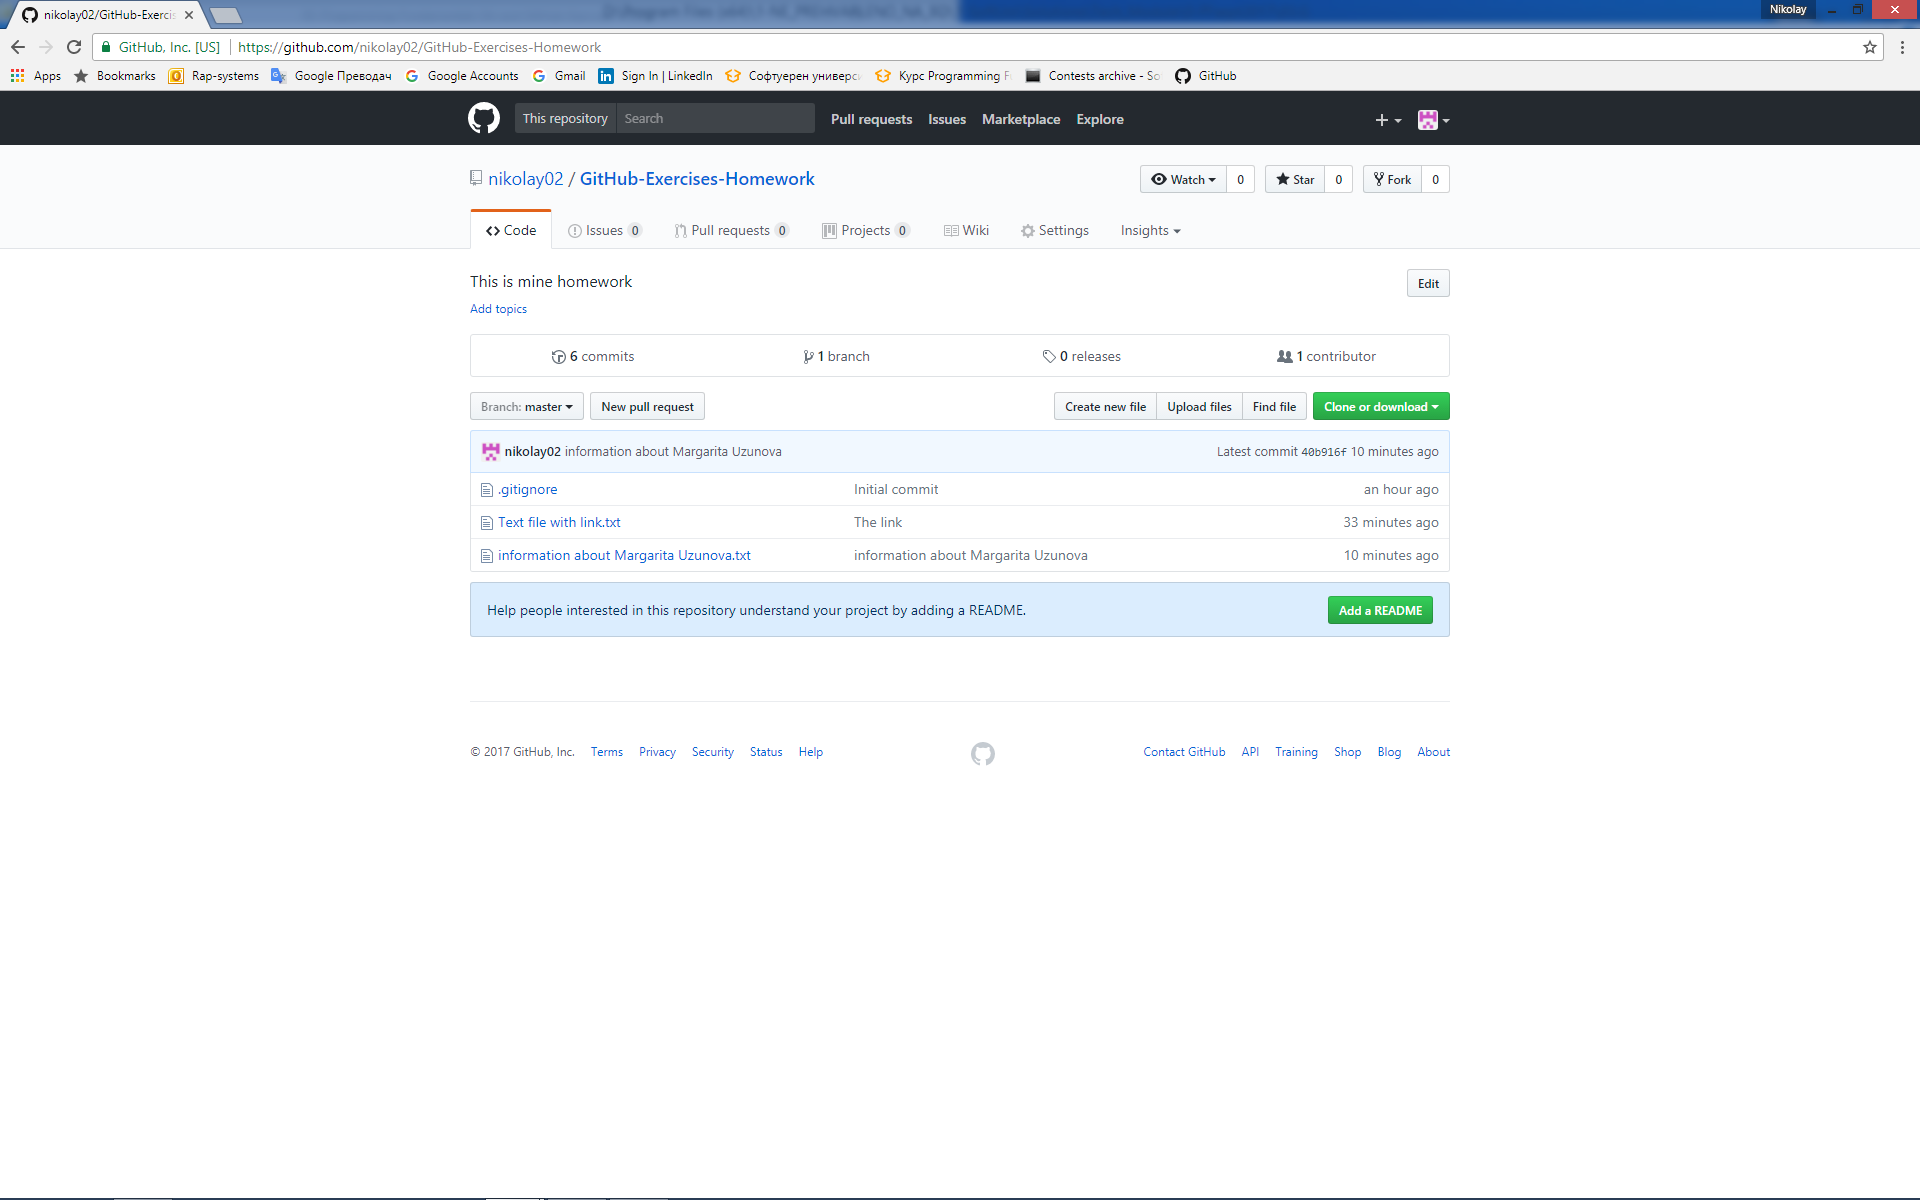 nikolay02/GitHub-Exercis
Nikolay
GitHub, Inc. [US] https://github.com/nikolay02/GitHub-Exercises-Homework
Apps Bookmarks Rap-systems Google Преводач Google Accounts Gmail Sign In | LinkedIn Софтуерен универс Курс Programming F Contests archive - So GitHub
This repository Search Pull requests Issues Marketplace Explore
nikolay02 / GitHub-Exercises-Homework Watch 0 Star 0 Fork 0
Code Issues 0 Pull requests 0 Projects 0 Wiki Settings Insights
This is mine homework Edit
Add topics
6 commits 1 branch 0 releases 1 contributor
Branch: master New pull request Create new file Upload files Find file Clone or download
nikolay02 information about Margarita Uzunova Latest commit 40b916f 10 minutes ago
.gitignore Initial commit an hour ago
Text file with link.txt The link 33 minutes ago
information about Margarita Uzunova.txt information about Margarita Uzunova 10 minutes ago
Help people interested in this repository understand your project by adding a README. Add a README
© 2017 GitHub, Inc. Terms Privacy Security Status Help Contact GitHub API Training Shop Blog About